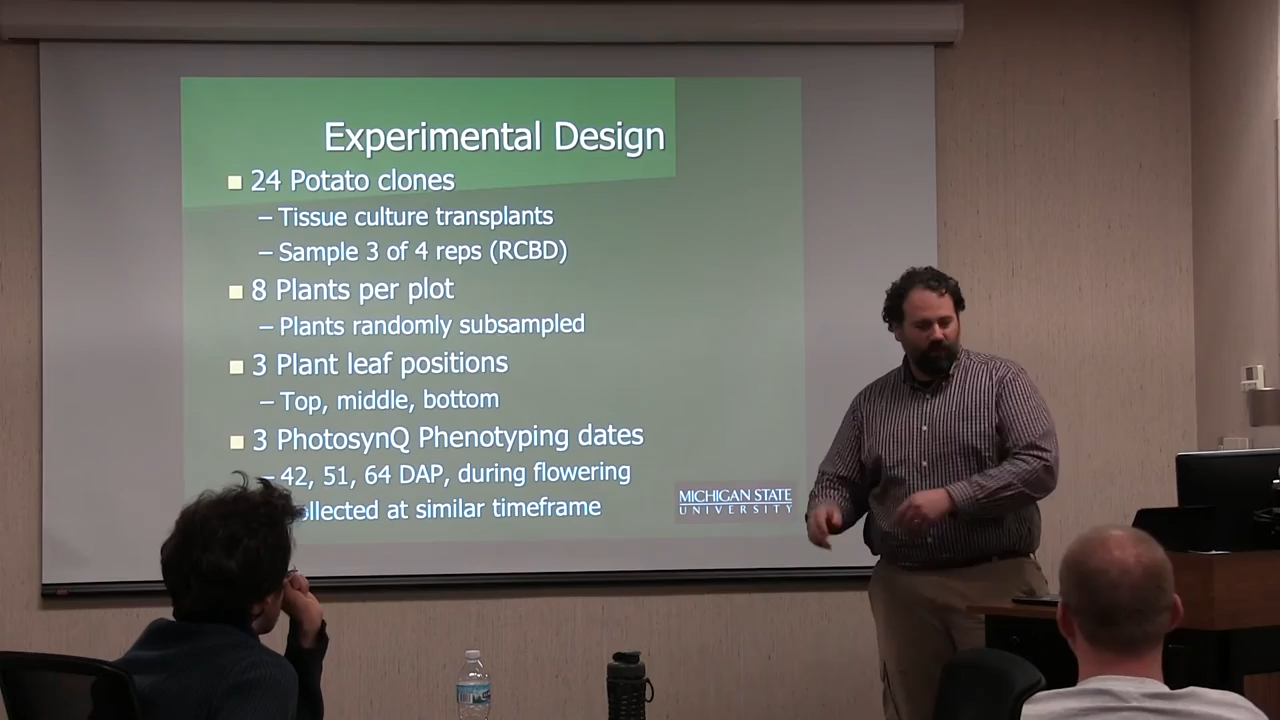 Experimental Design
24 Potato clones
– Tissue culture transplants
– Sample 3 of 4 reps (RCBD)
8 Plants per plot
– Plants randomly subsampled
3 Plant leaf positions
– Top, middle, bottom
3 PhotosynQ Phenotyping dates
– 42, 51, 64 DAP, during flowering
at similar timeframe
MICHIGAN STATE
UNIVERSITY